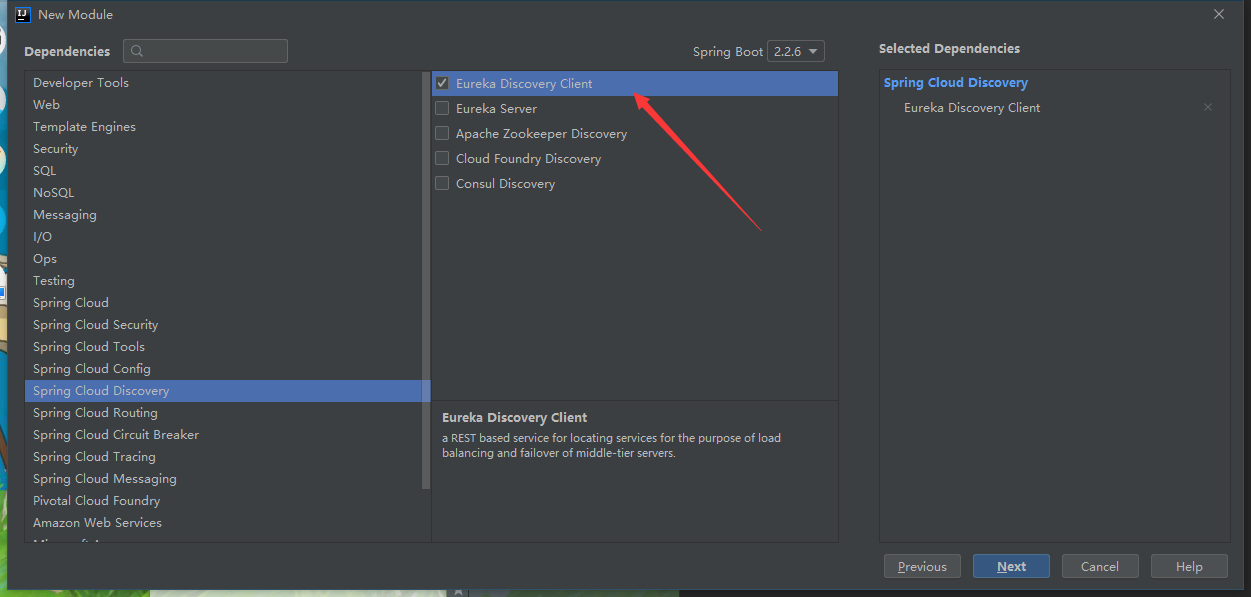 New Module
Dependencies
Spring Boot 2.2.6
Selected Dependencies
Developer Tools
Web
Template Engines
Security
SQL
NoSQL
Messaging
I/O
Ops
Testing
Spring Cloud
Spring Cloud Security
Spring Cloud Tools
Spring Cloud Config
Spring Cloud Discovery
Spring Cloud Routing
Spring Cloud Circuit Breaker
Spring Cloud Tracing
Spring Cloud Messaging
Pivotal Cloud Foundry
Amazon Web Services
Eureka Discovery Client
Eureka Server
Apache Zookeeper Discovery
Cloud Foundry Discovery
Consul Discovery
Eureka Discovery Client
a REST based service for locating services for the purpose of load
balancing and failover of middle-tier servers.
Spring Cloud Discovery
Eureka Discovery Client
Previous
Next
Cancel
Help